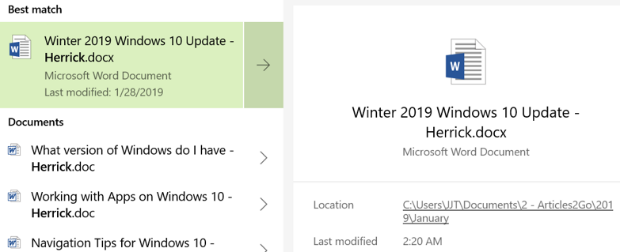 Best match
Winter 2019 Windows 10 Update -
Herrick.docx
Microsoft Word Document
Last modified: 1/28/2019
Documents
What version of Windows do I have -
Herrick.doc
Working with Apps on Windows 10 -
Herrick.doc
Navigation Tips for Windows 10 -
Winter 2019 Windows 10 Update -
Herrick.docx
Microsoft Word Document
Location
C:\Users\JJT\Documents\2 - Articles2Go\201
9\January
Last modified
2:20 AM